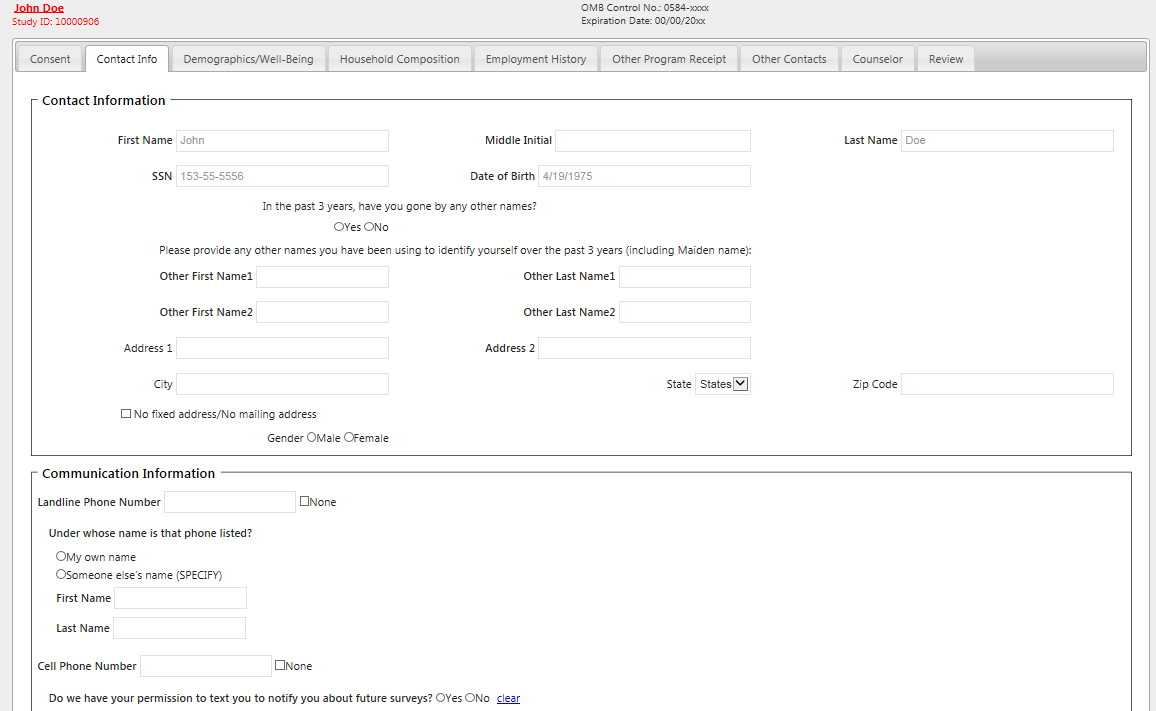 John Doe
OMB Control No.: 0584-xxxx
Study ID: 10000906
Expiration Date: 00/00/20xx
Consent Contact Info Demographics/Well-Being Household Composition Employment History Other Program Receipt Other Contacts Counselor Review
Contact Information
First Name John Middle Initial Last Name Doe
SSN 153-55-5556 Date of Birth 4/19/1975
In the past 3 years, have you gone by any other names?
Yes No
Please provide any other names you have been using to identify yourself over the past 3 years (including Maiden name):
Other First Name1 Other Last Name1
Other First Name2 Other Last Name2
Address 1 Address 2
City State States Zip Code
No fixed address/No mailing address
Gender Male Female
Communication Information
Landline Phone Number None
Under whose name is that phone listed?
My own name
Someone else's name (SPECIFY)
First Name
Last Name
Cell Phone Number None
Do we have your permission to text you to notify you about future surveys? Yes No clear